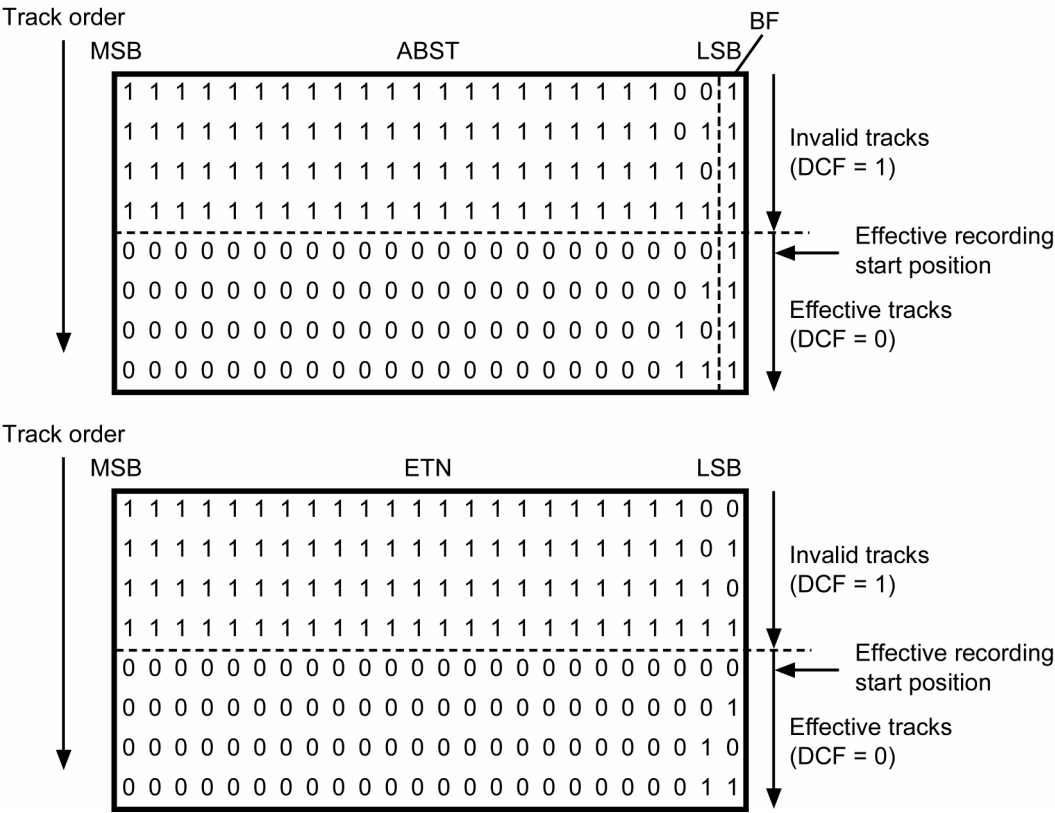 Track order
BF
MSB ABST LSB
1 1 1 1 1 1 1 1 1 1 1 1 1 1 1 1 1 1 1 1 1 0 0 1
1 1 1 1 1 1 1 1 1 1 1 1 1 1 1 1 1 1 1 1 1 0 1 1
1 1 1 1 1 1 1 1 1 1 1 1 1 1 1 1 1 1 1 1 1 1 0 1
1 1 1 1 1 1 1 1 1 1 1 1 1 1 1 1 1 1 1 1 1 1 1 1
0 0 0 0 0 0 0 0 0 0 0 0 0 0 0 0 0 0 0 0 0 0 0 1
0 0 0 0 0 0 0 0 0 0 0 0 0 0 0 0 0 0 0 0 0 0 1 1
0 0 0 0 0 0 0 0 0 0 0 0 0 0 0 0 0 0 0 0 0 1 0 1
0 0 0 0 0 0 0 0 0 0 0 0 0 0 0 0 0 0 0 0 0 1 1 1
Invalid tracks
(DCF = 1)
Effective recording
start position
Effective tracks
(DCF = 0)
Track order
MSB ETN LSB
1 1 1 1 1 1 1 1 1 1 1 1 1 1 1 1 1 1 1 1 1 1 0 0
1 1 1 1 1 1 1 1 1 1 1 1 1 1 1 1 1 1 1 1 1 1 0 1
1 1 1 1 1 1 1 1 1 1 1 1 1 1 1 1 1 1 1 1 1 1 1 0
1 1 1 1 1 1 1 1 1 1 1 1 1 1 1 1 1 1 1 1 1 1 1 1
0 0 0 0 0 0 0 0 0 0 0 0 0 0 0 0 0 0 0 0 0 0 0 0
0 0 0 0 0 0 0 0 0 0 0 0 0 0 0 0 0 0 0 0 0 0 0 1
0 0 0 0 0 0 0 0 0 0 0 0 0 0 0 0 0 0 0 0 0 0 1 0
0 0 0 0 0 0 0 0 0 0 0 0 0 0 0 0 0 0 0 0 0 0 1 1
Invalid tracks
(DCF = 1)
Effective recording
start position
Effective tracks
(DCF = 0)